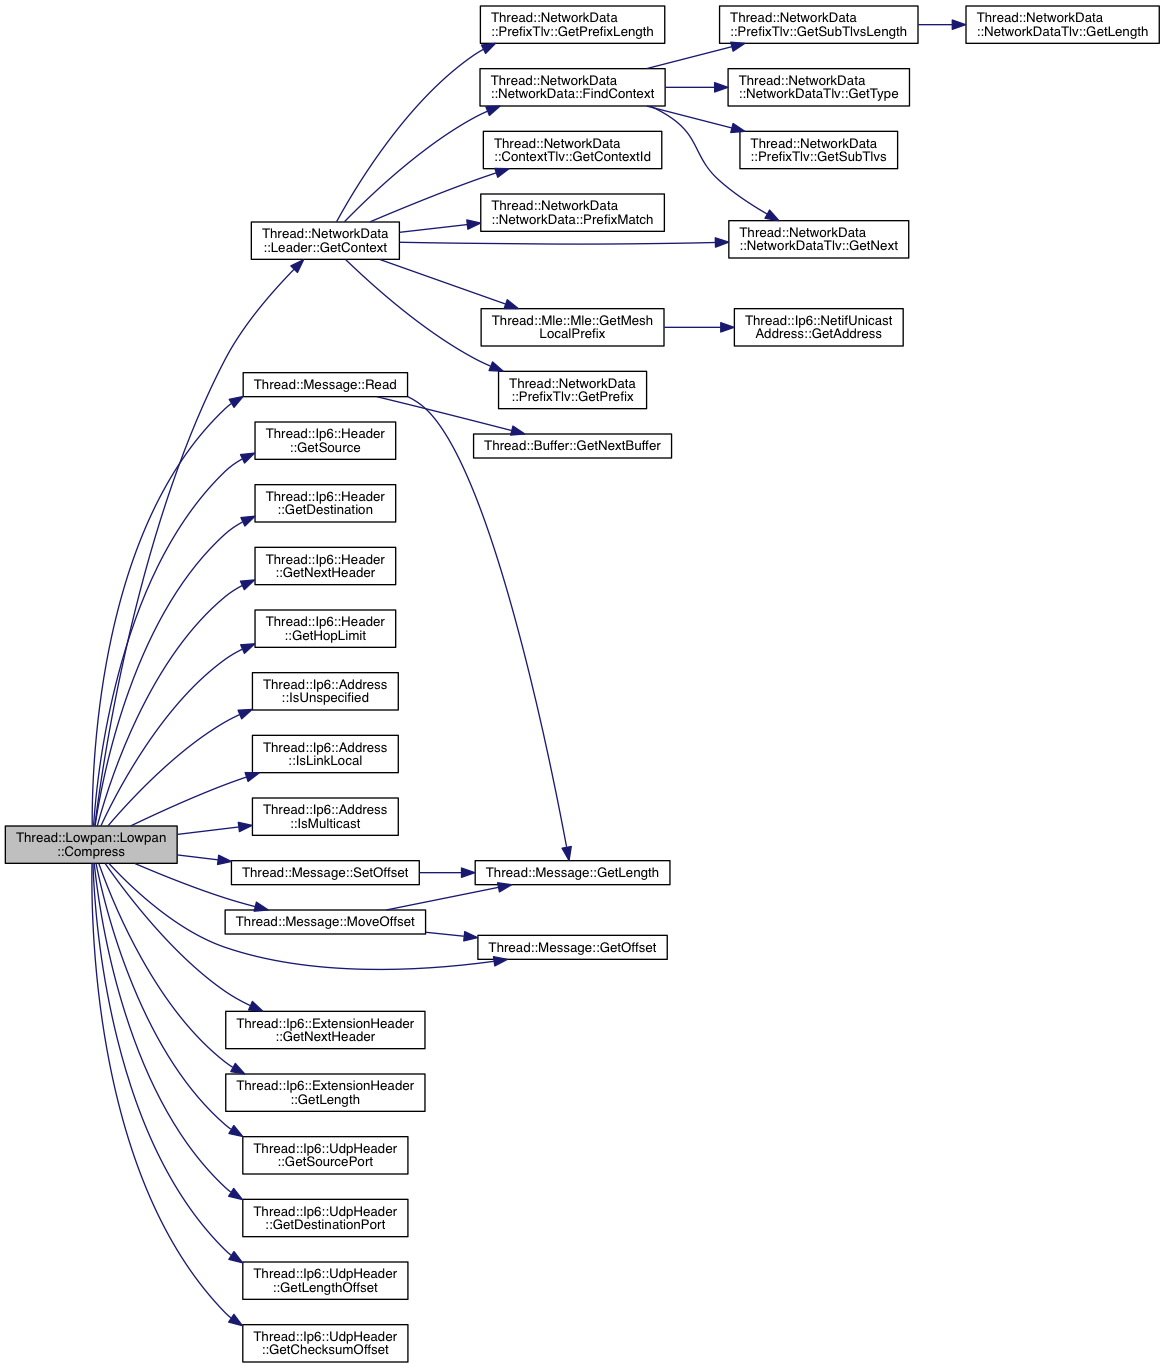 Thread::Lowpan::Lowpan
::Compress
Thread::NetworkData
::Leader::GetContext
Thread::Message::Read
Thread::Ip6::Header
::GetSource
Thread::Ip6::Header
::GetDestination
Thread::Ip6::Header
::GetNextHeader
Thread::Ip6::Header
::GetHopLimit
Thread::Ip6::Address
::IsUnspecified
Thread::Ip6::Address
::IsLinkLocal
Thread::Ip6::Address
::IsMulticast
Thread::Message::SetOffset
Thread::Message::MoveOffset
Thread::Ip6::ExtensionHeader
::GetNextHeader
Thread::Ip6::ExtensionHeader
::GetLength
Thread::Ip6::UdpHeader
::GetSourcePort
Thread::Ip6::UdpHeader
::GetDestinationPort
Thread::Ip6::UdpHeader
::GetLengthOffset
Thread::Ip6::UdpHeader
::GetChecksumOffset
Thread::NetworkData
::PrefixTlv::GetPrefixLength
Thread::NetworkData
::NetworkData::FindContext
Thread::NetworkData
::ContextTlv::GetContextId
Thread::NetworkData
::NetworkData::PrefixMatch
Thread::Mle::Mle::GetMesh
LocalPrefix
Thread::NetworkData
::PrefixTlv::GetPrefix
Thread::Buffer::GetNextBuffer
Thread::Message::GetLength
Thread::Message::GetOffset
Thread::NetworkData
::PrefixTlv::GetSubTlvsLength
Thread::NetworkData
::NetworkDataTlv::GetType
Thread::NetworkData
::PrefixTlv::GetSubTlvs
Thread::NetworkData
::NetworkDataTlv::GetNext
Thread::Ip6::NetifUnicast
Address::GetAddress
Thread::NetworkData
::NetworkDataTlv::GetLength